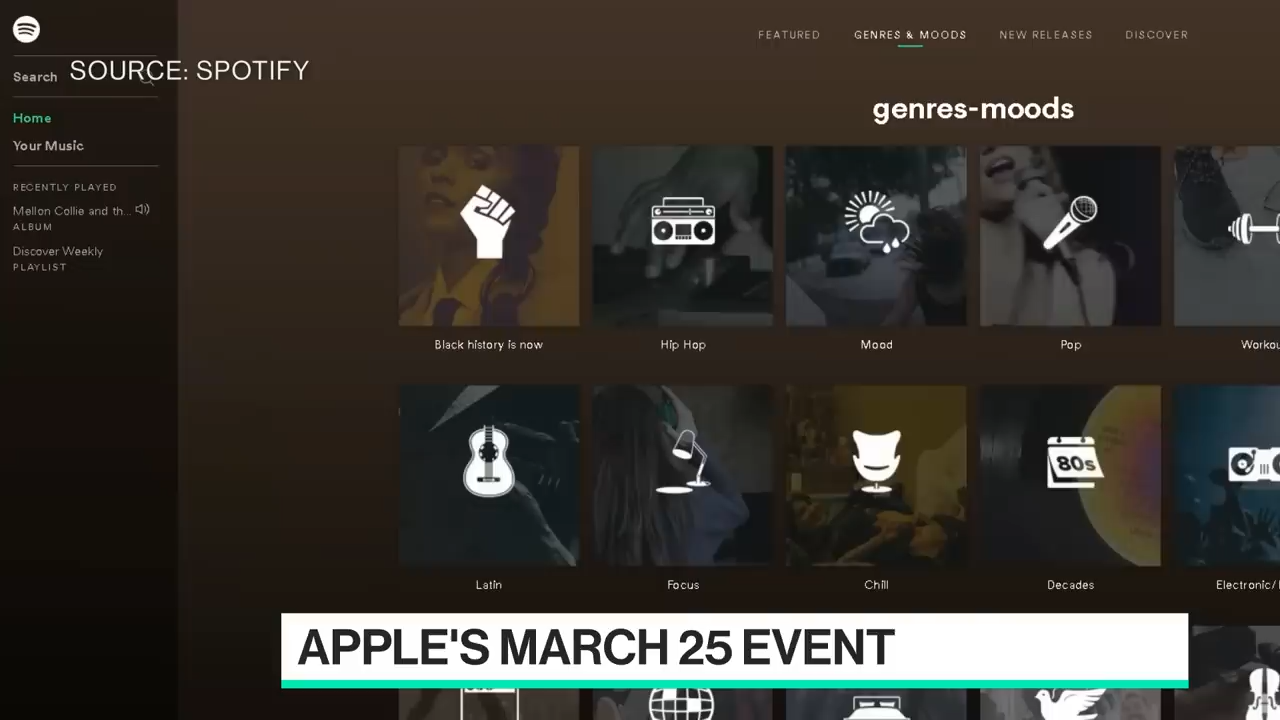 FEATURED
GENRES & MOODS
NEW RELEASES
DISCOVER
Search
SOURCE: SPOTIFY
genres-moods
Home
Your Music
RECENTLY PLAYED
Mellon Collie and th...
ALBUM
Discover Weekly
PLAYLIST
Black history is now
Hip Hop
Mood
Pop
80s
Latin
Focus
Chill
Decades
Electronic/
APPLE'S MARCH 25 EVENT